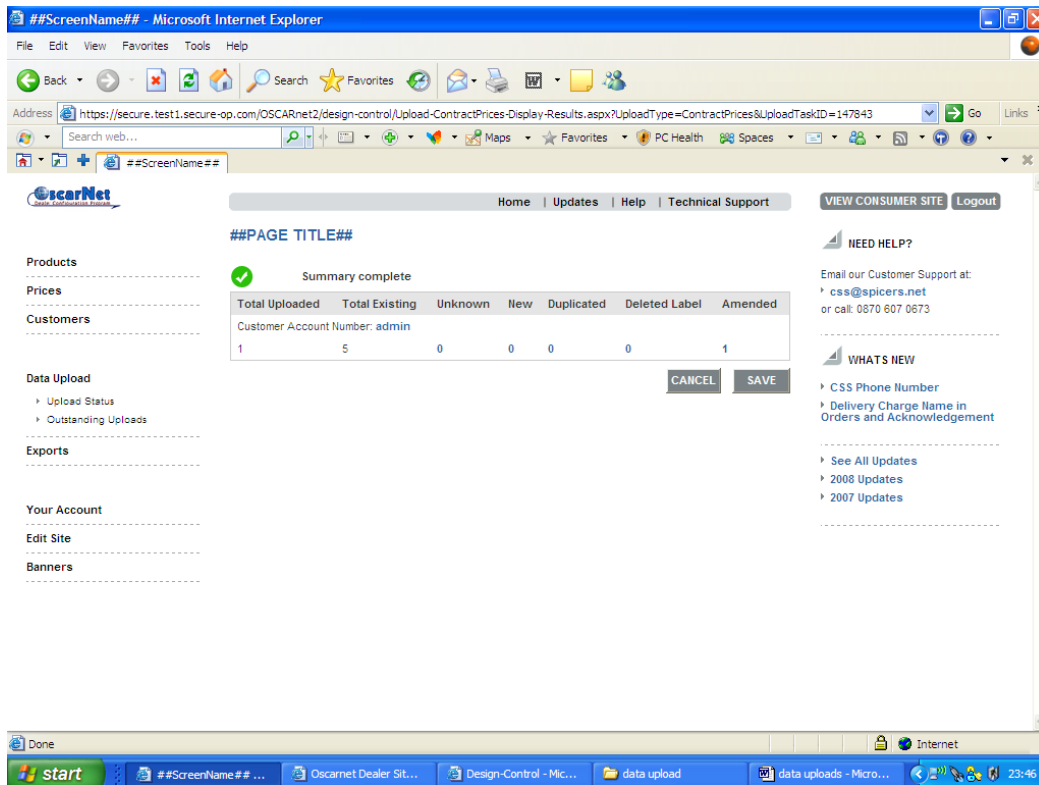 ##ScreenName## - Microsoft Internet Explorer
File Edit View Favorites Tools Help
Back Search Favorites
Address https://secure.test1.secure-op.com/OSCARnet2/design-control/Upload-ContractPrices-Display-Results.aspx?UploadType=ContractPrices&UploadTaskID=147843 Go Links
Search web... Maps Favorites PC Health Spaces
##ScreenName##
OscarNet
Home | Updates | Help | Technical Support
VIEW CONSUMER SITE Logout
##PAGE TITLE##
Summary complete
Total Uploaded Total Existing Unknown New Duplicated Deleted Label Amended
Customer Account Number: admin
1 5 0 0 0 0 1
CANCEL SAVE
Products
Prices
Customers
Data Upload
Upload Status
Outstanding Uploads
Exports
Your Account
Edit Site
Banners
NEED HELP?
Email our Customer Support at:
css@spicers.net
or call: 0870 607 0673
WHATS NEW
CSS Phone Number
Delivery Charge Name in
Orders and Acknowledgement
See All Updates
2008 Updates
2007 Updates
Done Internet
start ##ScreenName## ... Oscarnet Dealer Sit... Design-Control - Mic... data upload data uploads - Micro... 23:46